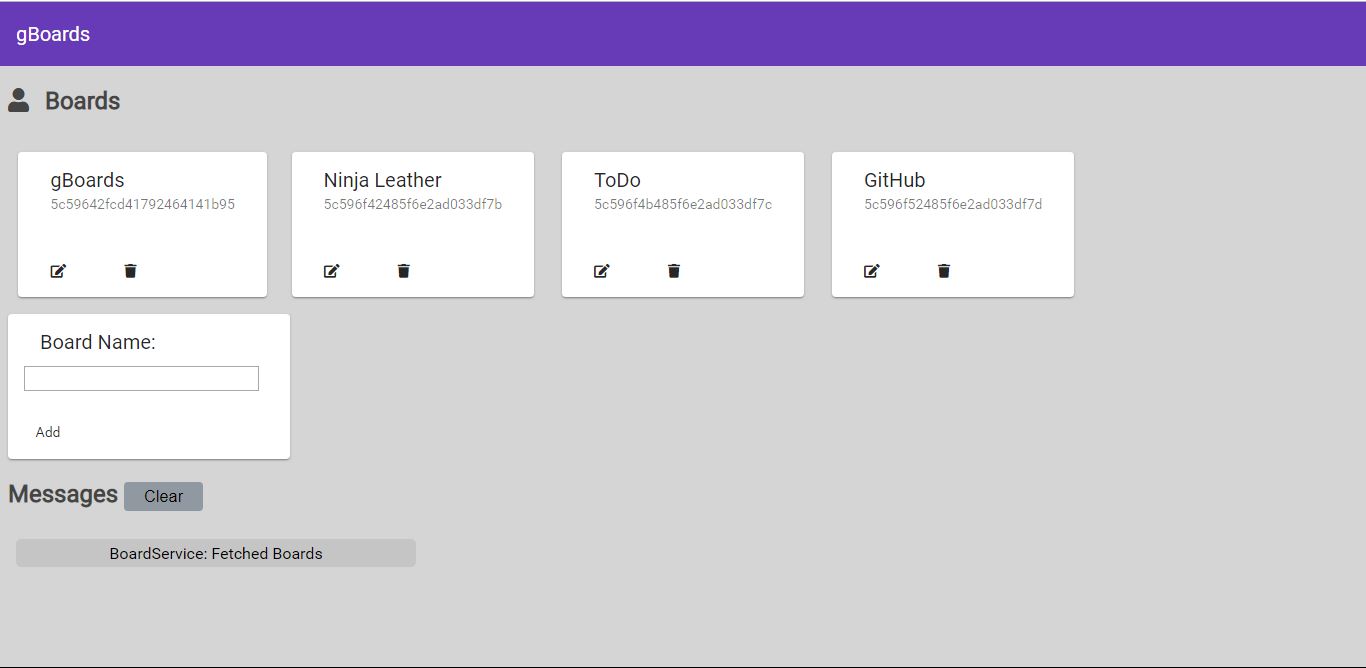 gBoards
Boards
gBoards
5c59642fcd41792464141b95
Ninja Leather
5c596f42485f6e2ad033df7b
ToDo
5c596f4b485f6e2ad033df7c
GitHub
5c596f52485f6e2ad033df7d
Board Name:
Add
Messages Clear
BoardService: Fetched Boards